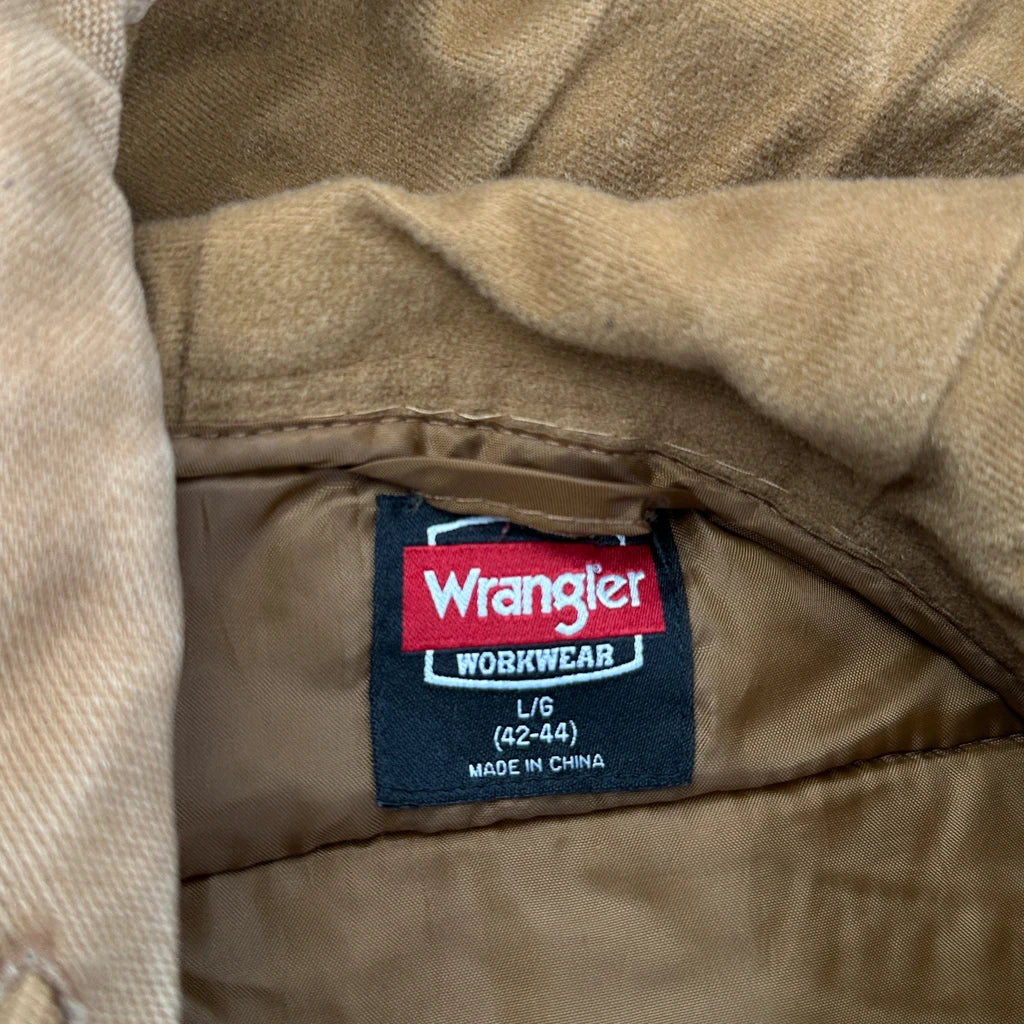 Wrangler
WORKWEAR
L/G
(42-44)
MADE IN CHINA